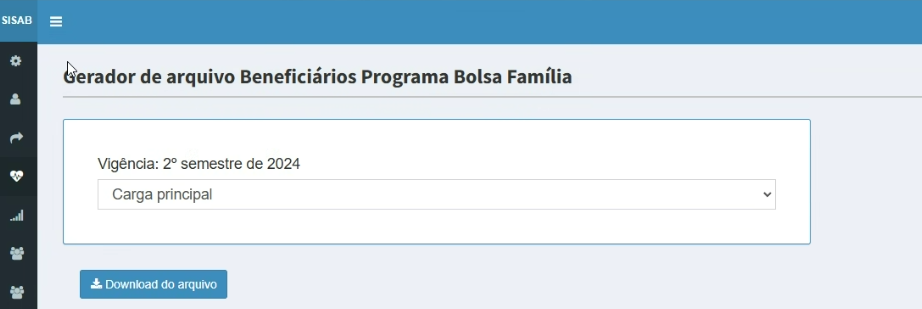 SISAB
Gerador de arquivo Beneficiários Programa Bolsa Família
Vigência: 2º semestre de 2024
Carga principal
Download do arquivo